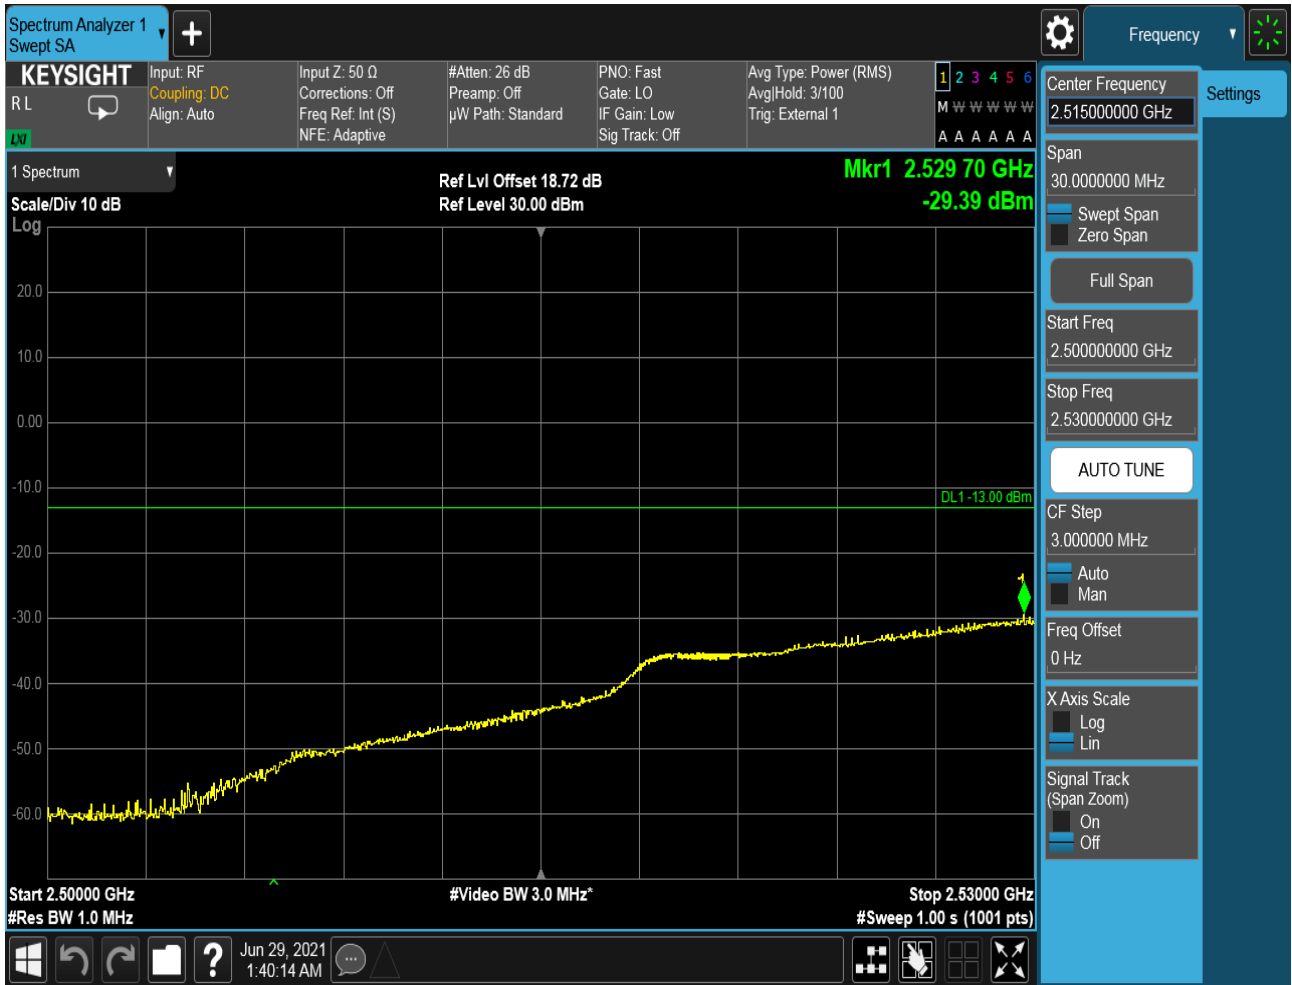 Spectrum Analyzer 1
Swept SA
Frequency
KEYSIGHT
R L
LXI
Input: RF
Coupling: DC
Align: Auto
Input Z: 50 Ω
Corrections: Off
Freq Ref: Int (S)
NFE: Adaptive
#Atten: 26 dB
Preamp: Off
µW Path: Standard
PNO: Fast
Gate: LO
IF Gain: Low
Sig Track: Off
Avg Type: Power (RMS)
Avg|Hold: 3/100
Trig: External 1
1 2 3 4 5 6
M W W W W W
A A A A A A
1 Spectrum
Scale/Div 10 dB
Log
Ref Lvl Offset 18.72 dB
Ref Level 30.00 dBm
Mkr1 2.529 70 GHz
-29.39 dBm
20.0
10.0
0.00
-10.0
-20.0
-30.0
-40.0
-50.0
-60.0
DL1 -13.00 dBm
1
Start 2.50000 GHz
#Res BW 1.0 MHz
#Video BW 3.0 MHz*
Stop 2.53000 GHz
#Sweep 1.00 s (1001 pts)
Jun 29, 2021
1:40:14 AM
?
Center Frequency
2.515000000 GHz
Settings
Span
30.0000000 MHz
Swept Span
Zero Span
Full Span
Start Freq
2.500000000 GHz
Stop Freq
2.530000000 GHz
AUTO TUNE
CF Step
3.000000 MHz
Auto
Man
Freq Offset
0 Hz
X Axis Scale
Log
Lin
Signal Track
(Span Zoom)
On
Off